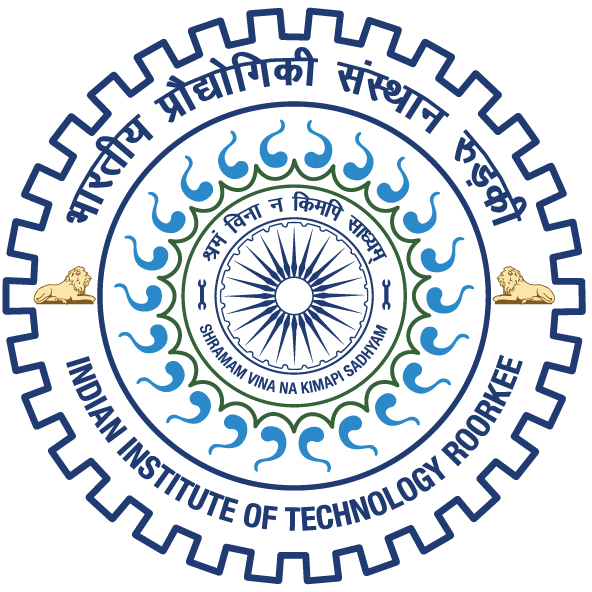 भारतीय प्रौद्योगिकी संस्थान रुड़की
श्रमं विना न किमपि साध्यम्
SHRAMAM VINA NA KIMAPI SADHYAM
INDIAN INSTITUTE OF TECHNOLOGY ROORKEE